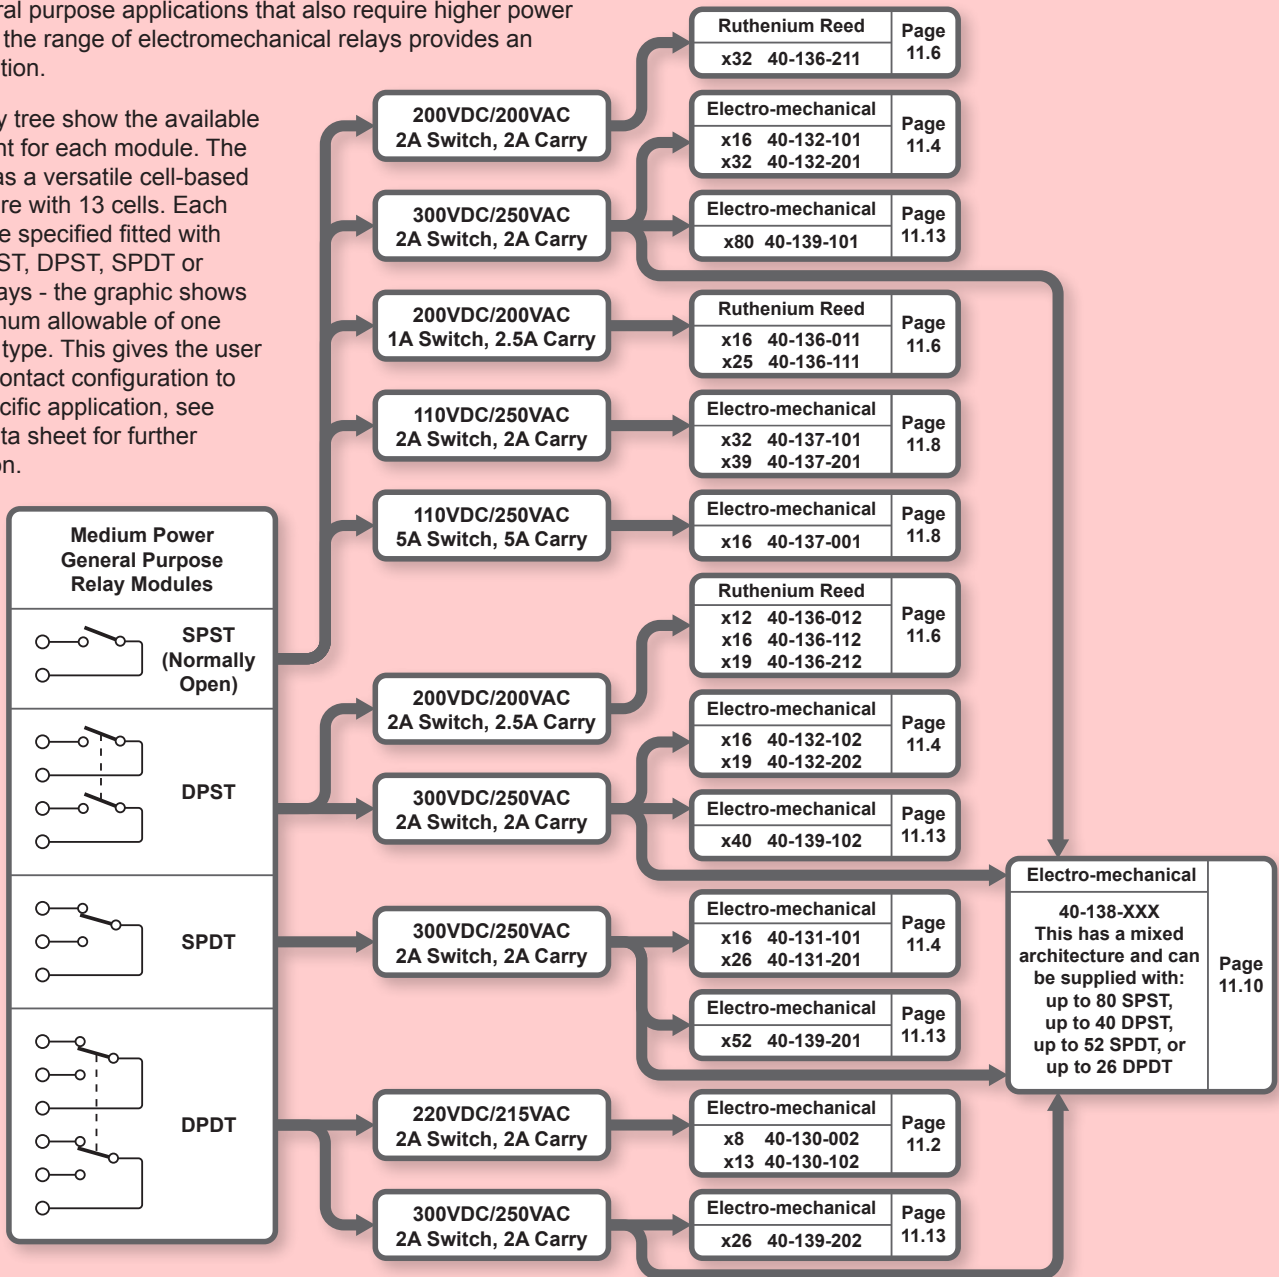 ral purpose applications that also require higher power
the range of electromechanical relays provides an
tion.
y tree show the available
nt for each module. The
as a versatile cell-based
re with 13 cells. Each
e specified fitted with
ST, DPST, SPDT or
ays - the graphic shows
num allowable of one
type. This gives the user
contact configuration to
cific application, see
ta sheet for further
on.
Medium Power
General Purpose
Relay Modules
SPST
(Normally
Open)
DPST
SPDT
DPDT
200VDC/200VAC
2A Switch, 2A Carry
300VDC/250VAC
2A Switch, 2A Carry
200VDC/200VAC
1A Switch, 2.5A Carry
110VDC/250VAC
2A Switch, 2A Carry
110VDC/250VAC
5A Switch, 5A Carry
200VDC/200VAC
2A Switch, 2.5A Carry
300VDC/250VAC
2A Switch, 2A Carry
300VDC/250VAC
2A Switch, 2A Carry
220VDC/215VAC
2A Switch, 2A Carry
300VDC/250VAC
2A Switch, 2A Carry
Ruthenium Reed
x32 40-136-211
Page
11.6
Electro-mechanical
x16 40-132-101
x32 40-132-201
Page
11.4
Electro-mechanical
x80 40-139-101
Page
11.13
Ruthenium Reed
x16 40-136-011
x25 40-136-111
Page
11.6
Electro-mechanical
x32 40-137-101
x39 40-137-201
Page
11.8
Electro-mechanical
x16 40-137-001
Page
11.8
Ruthenium Reed
x12 40-136-012
x16 40-136-112
x19 40-136-212
Page
11.6
Electro-mechanical
x16 40-132-102
x19 40-132-202
Page
11.4
Electro-mechanical
x40 40-139-102
Page
11.13
Electro-mechanical
x16 40-131-101
x26 40-131-201
Page
11.4
Electro-mechanical
x52 40-139-201
Page
11.13
Electro-mechanical
x8 40-130-002
x13 40-130-102
Page
11.2
Electro-mechanical
x26 40-139-202
Page
11.13
Electro-mechanical
40-138-XXX
This has a mixed
architecture and can
be supplied with:
up to 80 SPST,
up to 40 DPST,
up to 52 SPDT, or
up to 26 DPDT
Page
11.10